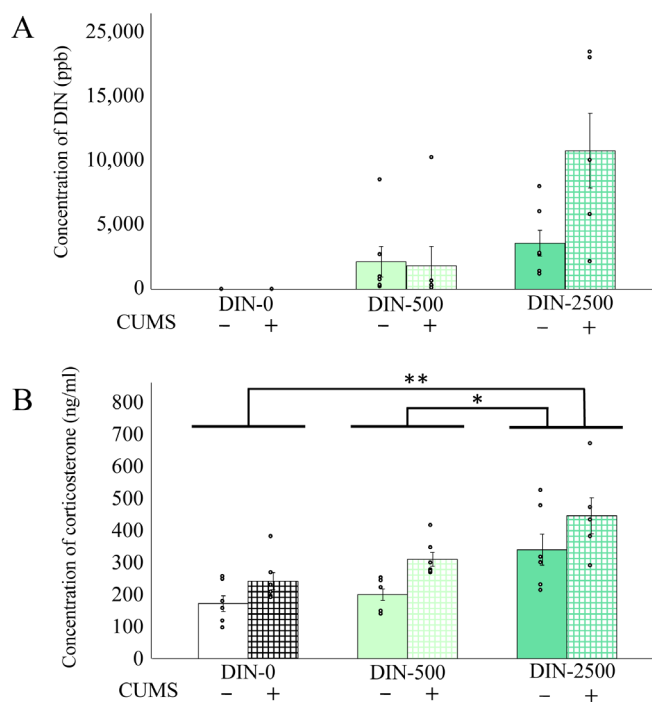 A
Concentration of DIN (ppb)
25,000
15,000
10,000
5,000
0
DIN-0 DIN-500 DIN-2500
CUMS − + − + − +
B
Concentration of corticosterone (ng/ml)
** 
*
800
700
600
500
400
300
200
100
0
DIN-0 DIN-500 DIN-2500
CUMS − + − + − +